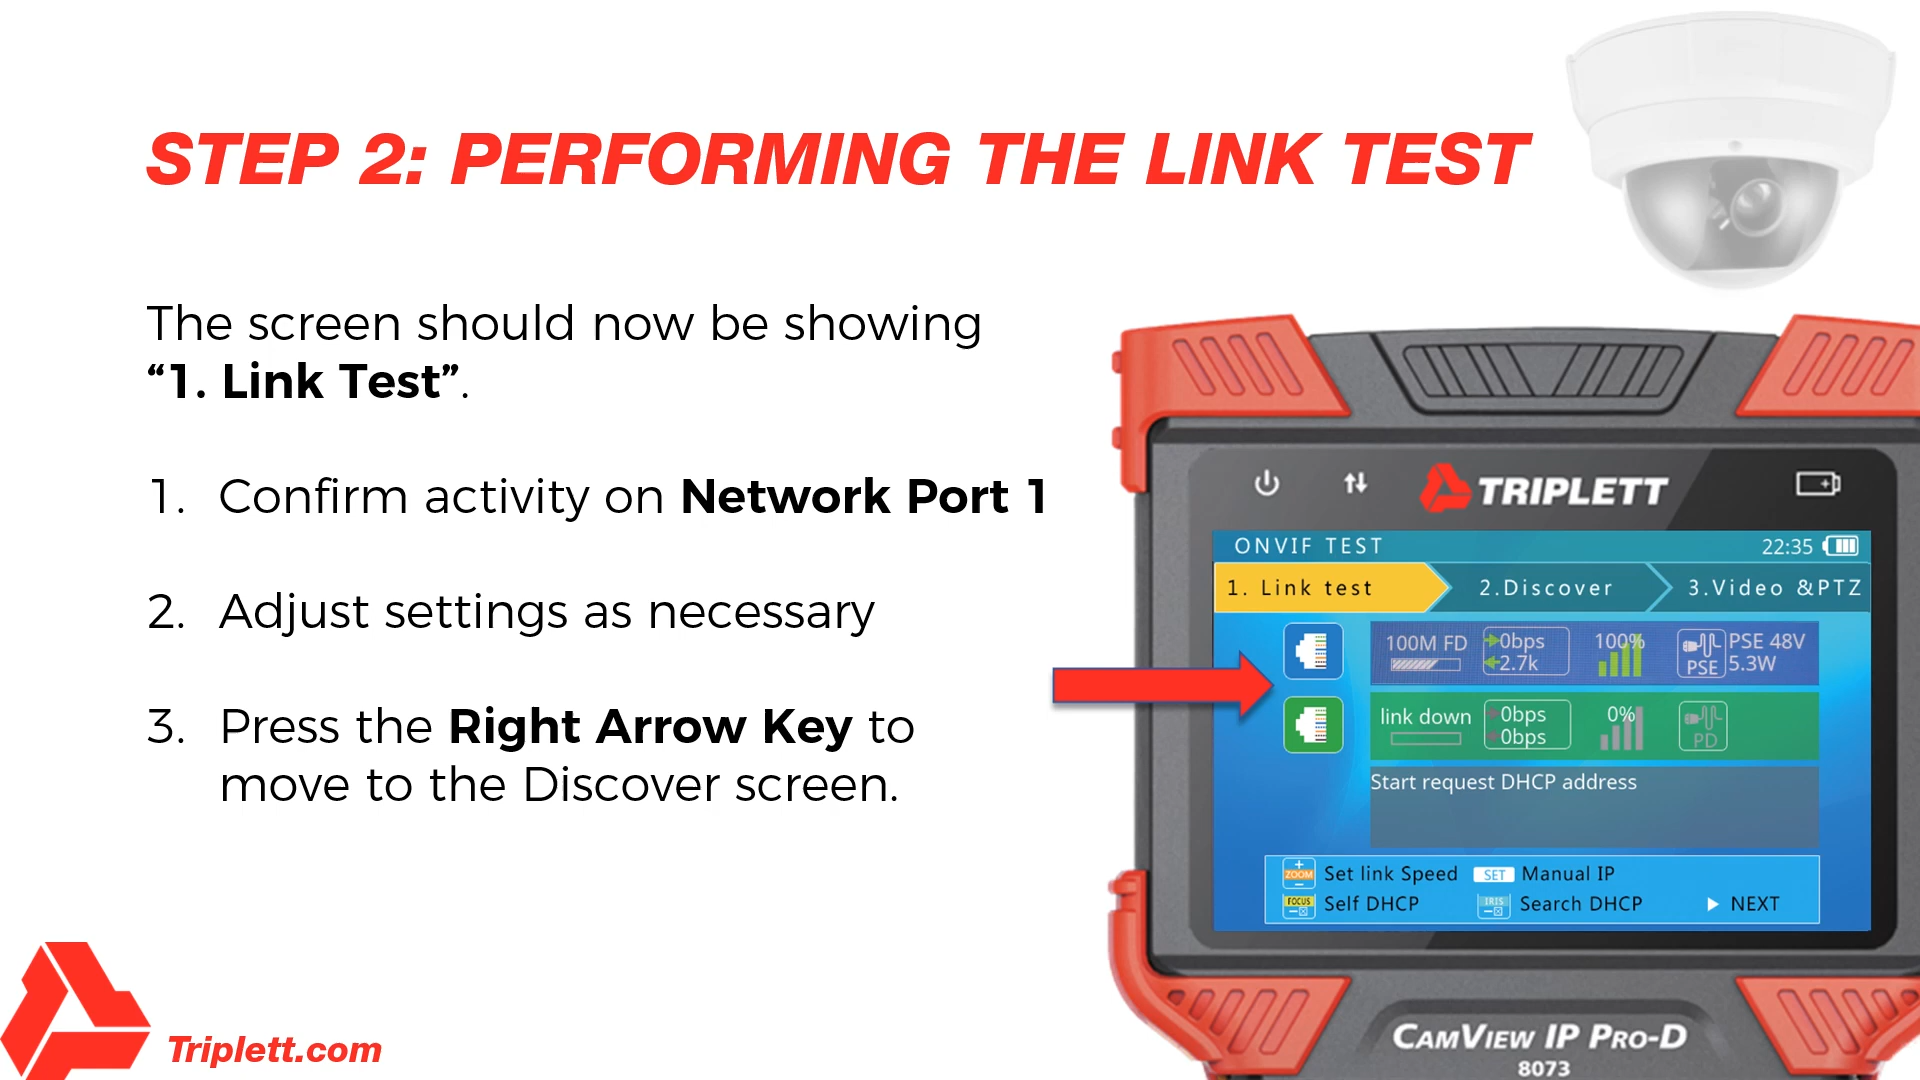 STEP 2: PERFORMING THE LINK TEST
The screen should now be showing
“1. Link Test”.
1. Confirm activity on Network Port 1
2. Adjust settings as necessary
3. Press the Right Arrow Key to
move to the Discover screen.
Triplett.com
TRIPLETT
ONVIF TEST 22:35
1. Link test 2.Discover 3.Video &PTZ
100M FD 0bps 100% PSE 48V
2.7k PSE 5.3W
link down 0bps 0%
0bps PD
Start request DHCP address
ZOOM Set link Speed SET Manual IP
FOCUS Self DHCP IRIS Search DHCP NEXT
CAMVIEW IP PRO-D
8073